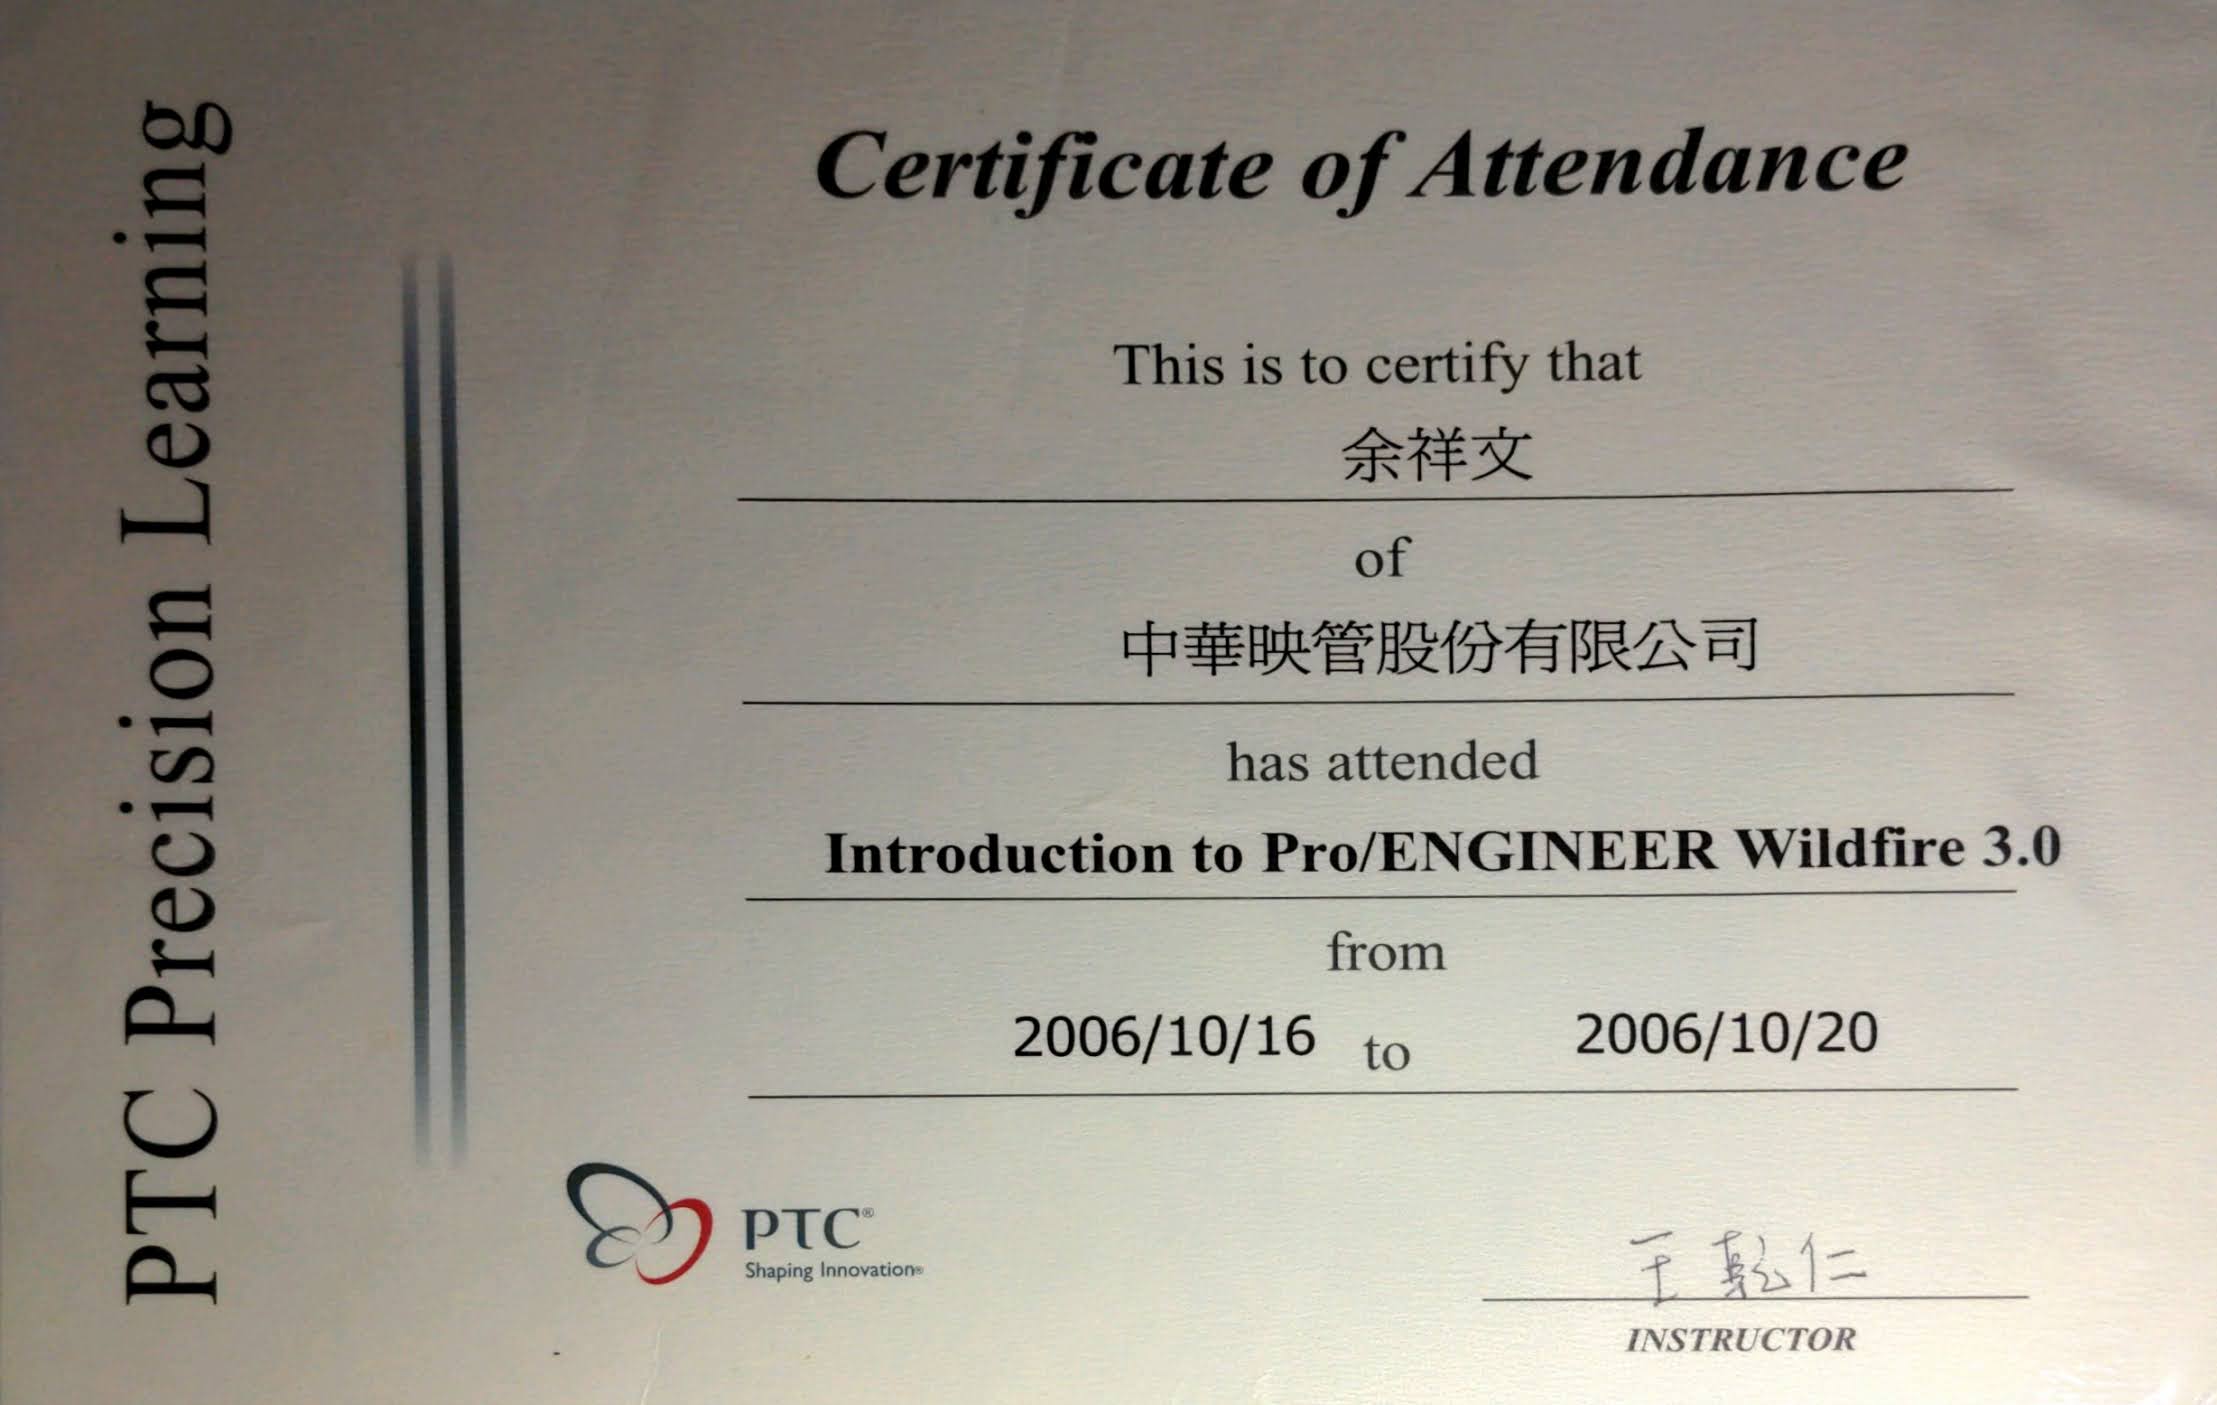 PTC Precision Learning
Certificate of Attendance
This is to certify that
余祥文
of
中華映管股份有限公司
has attended
Introduction to Pro/ENGINEER Wildfire 3.0
from
2006/10/16 to 2006/10/20
PTC®
Shaping Innovation®
王乾仁
INSTRUCTOR